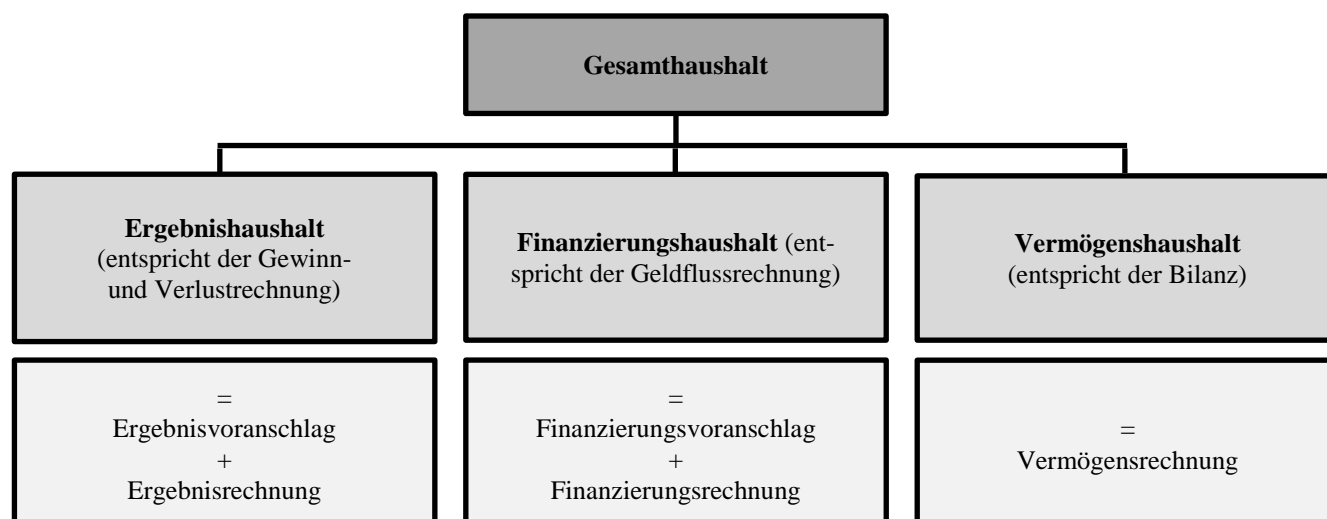 Gesamthaushalt
Ergebnishaushalt
(entspricht der Gewinn-
und Verlustrechnung)
Finanzierungshaushalt (ent-
spricht der Geldflussrechnung)
Vermögenshaushalt
(entspricht der Bilanz)
=
Ergebnisvoranschlag
+
Ergebnisrechnung
=
Finanzierungsvoranschlag
+
Finanzierungsrechnung
=
Vermögensrechnung